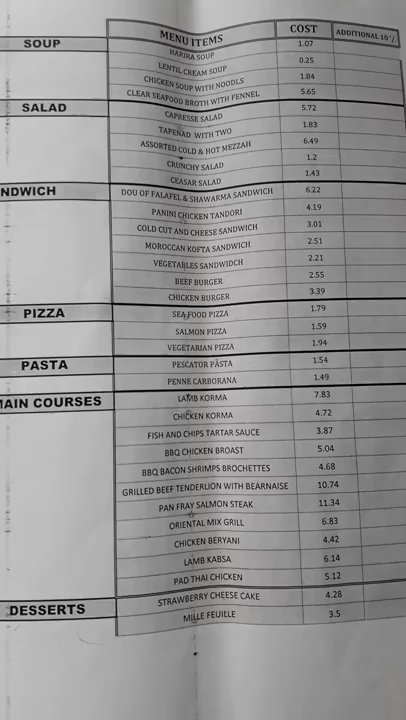 MENU ITEMS COST ADDITIONAL 10 %
SOUP HARIRA SOUP 1.07
LENTIL CREAM SOUP 0.25
CHICKEN SOUP WITH NOODLS 1.84
CLEAR SEAFOOD BROTH WITH FENNEL 5.65
SALAD CAPRESSE SALAD 5.72
TAPENAD WITH TWO 1.83
ASSORTED COLD & HOT MEZZAH 6.49
CRUNCHY SALAD 1.2
CEASAR SALAD 1.43
NDWICH DOU OF FALAFEL & SHAWARMA SANDWICH 6.22
PANINI CHICKEN TANDORI 4.19
COLD CUT AND CHEESE SANDWICH 3.01
MOROCCAN KOFTA SANDWICH 2.51
VEGETABLES SANDWIDCH 2.21
BEEF BURGER 2.55
CHICKEN BURGER 3.39
PIZZA SEA FOOD PIZZA 1.79
SALMON PIZZA 1.59
VEGETARIAN PIZZA 1.94
PASTA PESCATOR PASTA 1.54
PENNE CARBORANA 1.49
MAIN COURSES LAMB KORMA 7.83
CHICKEN KORMA 4.72
FISH AND CHIPS TARTAR SAUCE 3.87
BBQ CHICKEN BROAST 5.04
BBQ BACON SHRIMPS BROCHETTES 4.68
GRILLED BEEF TENDERLION WITH BEARNAISE 10.74
PAN FRAY SALMON STEAK 11.34
ORIENTAL MIX GRILL 6.83
CHICKEN BERYANI 4.42
LAMB KABSA 6.14
PAD THAI CHICKEN 5.12
DESSERTS STRAWBERRY CHEESE CAKE 4.28
MILLE FEUILLE 3.5